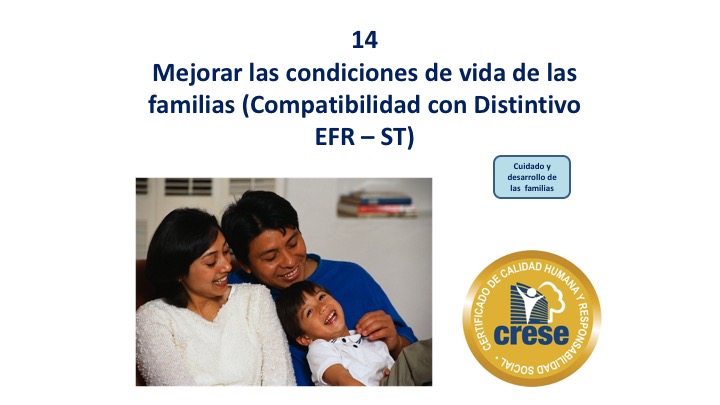 14
Mejorar las condiciones de vida de las
familias (Compatibilidad con Distintivo
EFR – ST)
Cuidado y
desarrollo de
las familias
CERTIFICADO DE CALIDAD HUMANA Y RESPONSABILIDAD SOCIAL •
crese